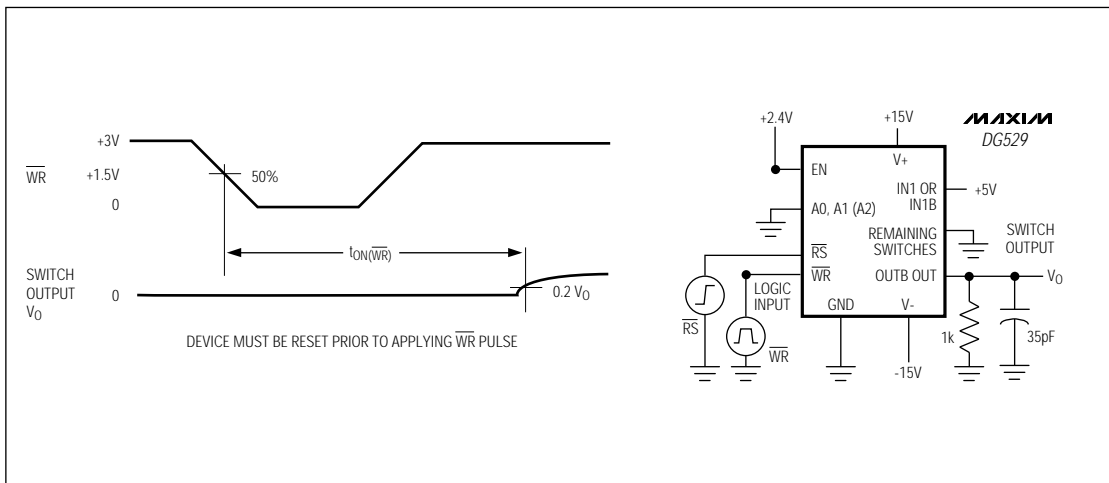 +3V
+1.5V
0
WR
50%
tON(WR)
SWITCH
OUTPUT
VO
0
0.2 VO
DEVICE MUST BE RESET PRIOR TO APPLYING WR PULSE
+2.4V
+15V
MAXIM
DG529
V+
EN
IN1 OR
IN1B
+5V
A0, A1 (A2)
REMAINING
SWITCHES
SWITCH
OUTPUT
RS
WR
OUTB OUT
VO
LOGIC
INPUT
GND
V-
RS
WR
1k
35pF
-15V